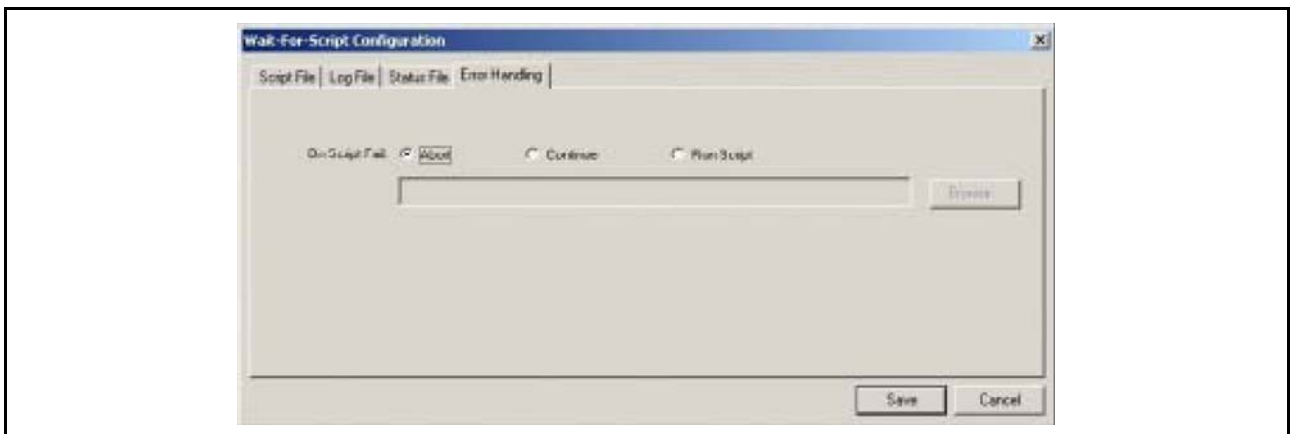 Wait-For-Script Configuration
Script File Log File Status File Error Handling
On Script Fail: Abort Continue Run Script
Browse...
Save Cancel